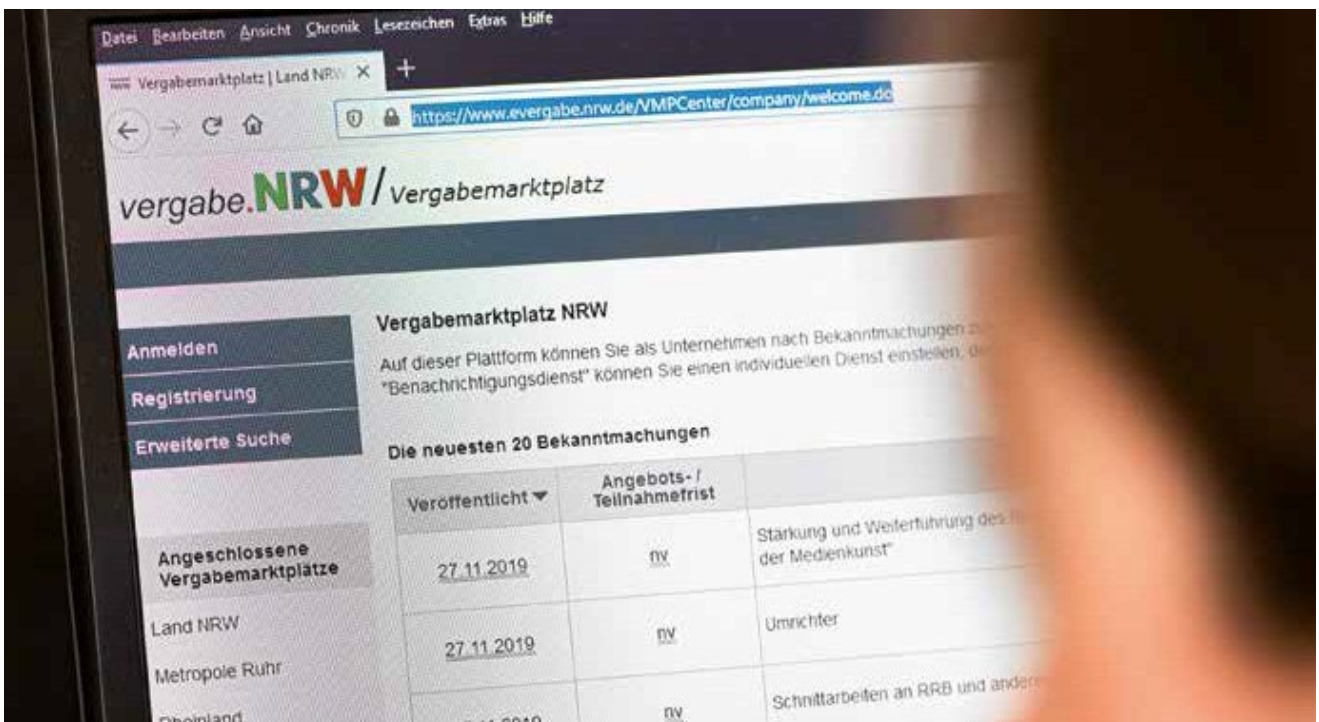 Datei Bearbeiten Ansicht Chronik Lesezeichen Extras Hilfe
Vergabemarktplatz | Land NRW
https://www.evergabe.nrw.de/VMPCenter/company/welcome.do
vergabe.NRW/vergabemarktplatz
Anmelden
Registrierung
Erweiterte Suche
Angeschlossene
Vergabemarktplätze
Land NRW
Metropole Ruhr
Rheinland
Vergabemarktplatz NRW
Auf dieser Plattform können Sie als Unternehmen nach Bekanntmachungen
"Benachrichtigungsdienst" können Sie einen individuellen Dienst einstellen,
Die neuesten 20 Bekanntmachungen
Veröffentlicht
Angebots- /
Teilnahmefrist
27.11.2019
nv
Stärkung und Weiterführung des
der Medienkunst"
27.11.2019
nv
Umrichter
nv
Schnittarbeiten an RRB und